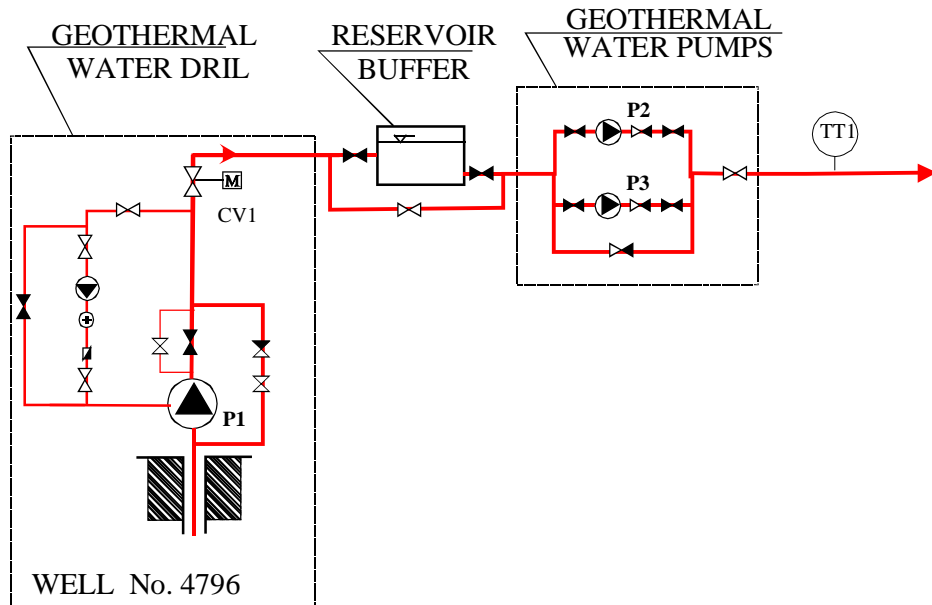 GEOTHERMAL
WATER DRIL
RESERVOIR
BUFFER
GEOTHERMAL
WATER PUMPS
P2
TT1
P3
M
CV1
P1
WELL No. 4796